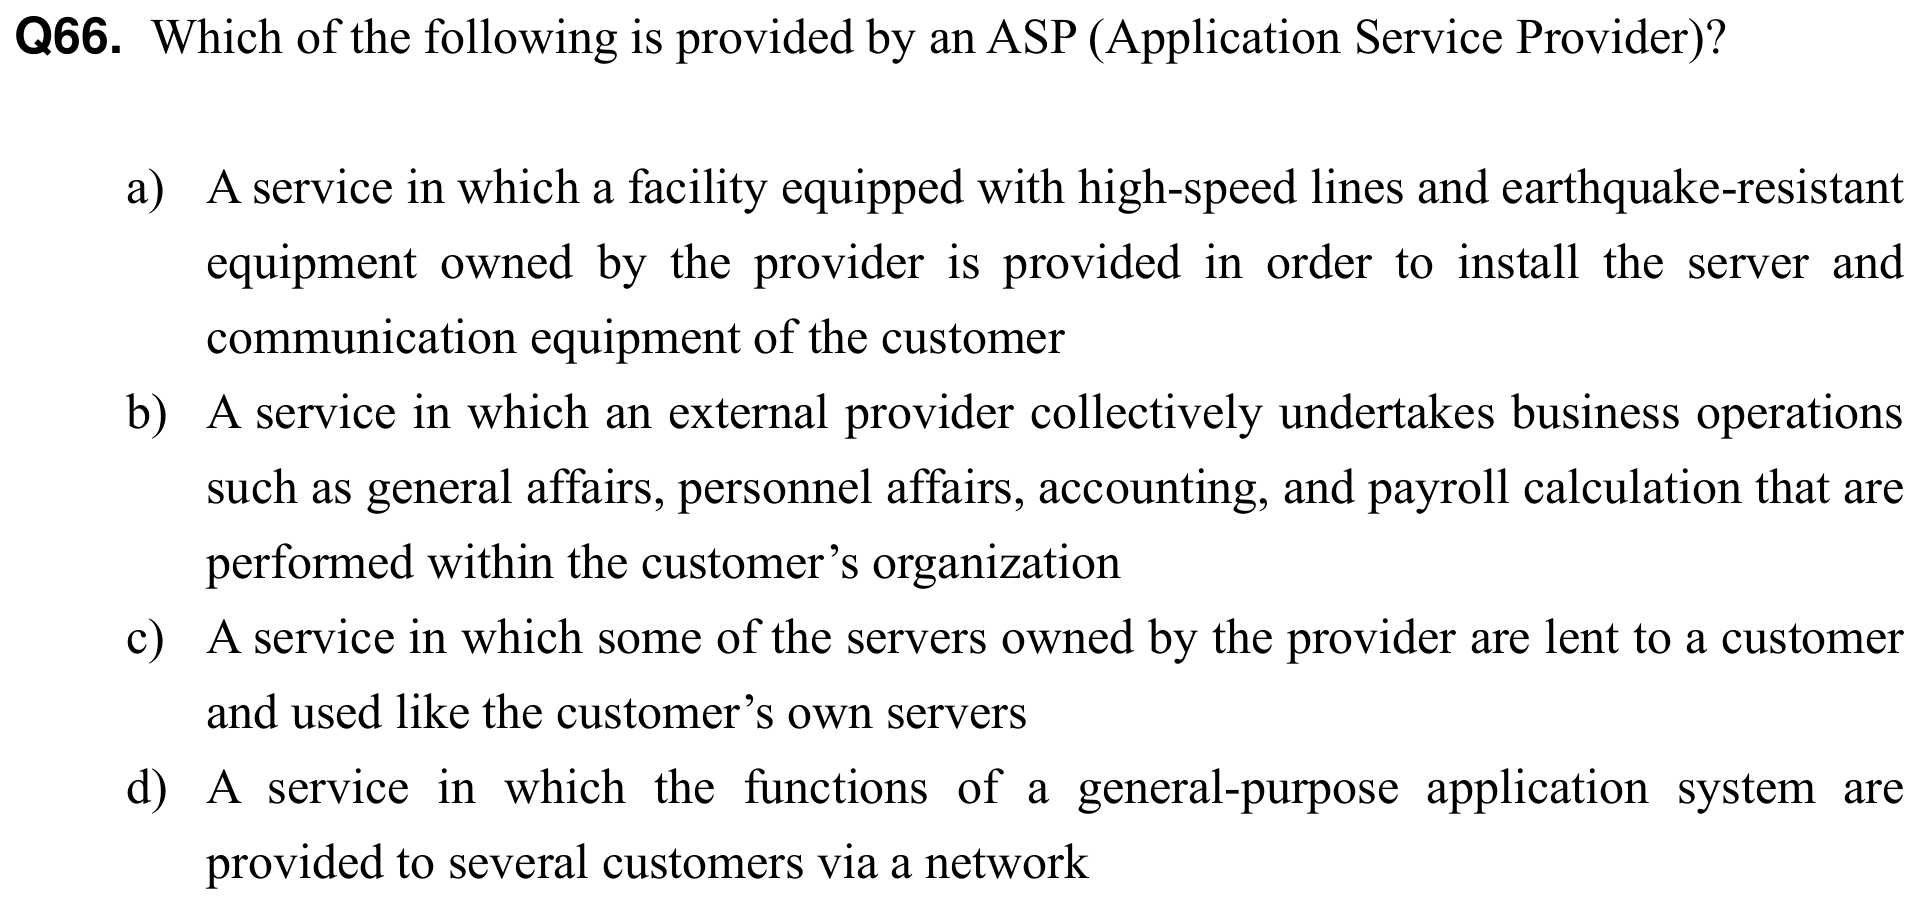 Q66. Which of the following is provided by an ASP (Application Service Provider)?
a) A service in which a facility equipped with high-speed lines and earthquake-resistant
equipment owned by the provider is provided in order to install the server and
communication equipment of the customer
b) A service in which an external provider collectively undertakes business operations
such as general affairs, personnel affairs, accounting, and payroll calculation that are
performed within the customer’s organization
c) A service in which some of the servers owned by the provider are lent to a customer
and used like the customer’s own servers
d) A service in which the functions of a general-purpose application system are
provided to several customers via a network